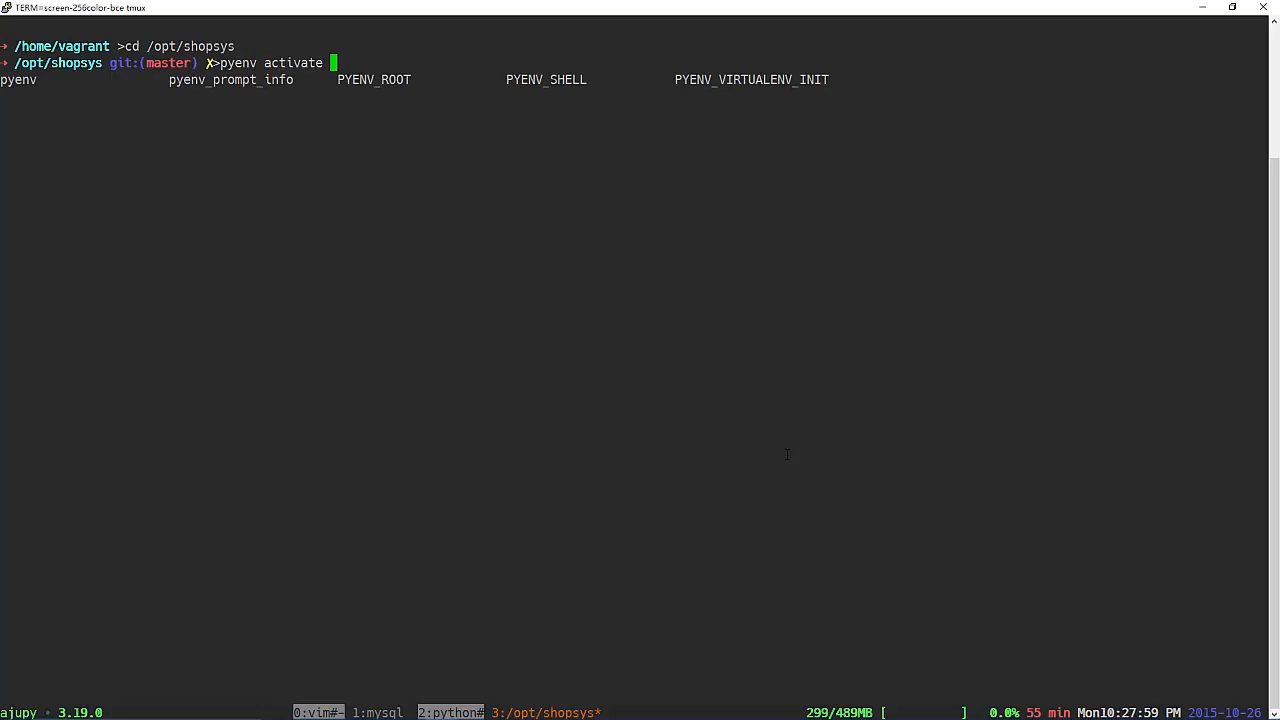 TERM=screen-256color-bce tmux
→ /home/vagrant >cd /opt/shopsys
→ /opt/shopsys git:(master) ✗>pyenv activate
pyenv pyenv_prompt_info PYENV_ROOT PYENV_SHELL PYENV_VIRTUALENV_INIT
ajupy · 3.19.0 0:vim#- 1:mysql 2:python# 3:/opt/shopsys* 299/489MB [ ] 0.0% 55 min Mon10:27:59 PM 2015-10-26